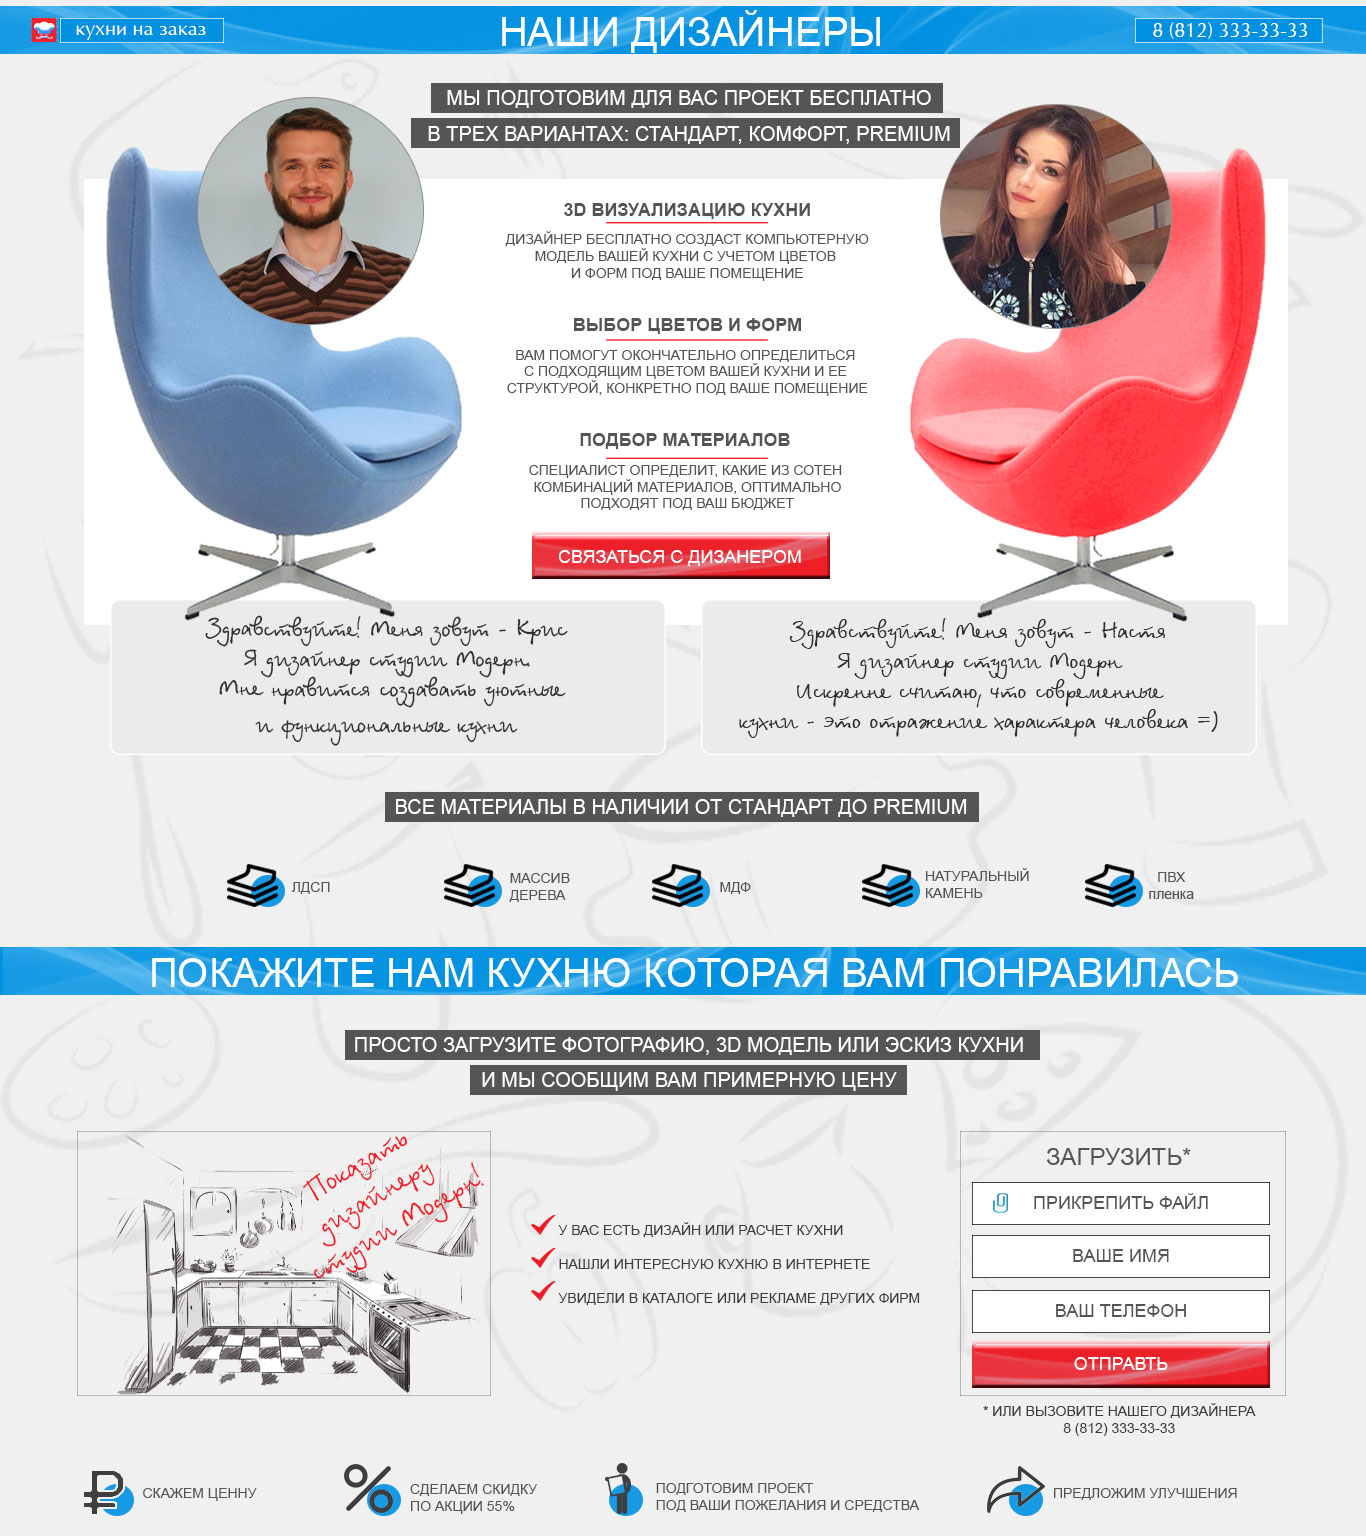 кухни на заказ
НАШИ ДИЗАЙНЕРЫ
8 (812) 333-33-33
МЫ ПОДГОТОВИМ ДЛЯ ВАС ПРОЕКТ БЕСПЛАТНО
В ТРЕХ ВАРИАНТАХ: СТАНДАРТ, КОМФОРТ, PREMIUM
3D ВИЗУАЛИЗАЦИЮ КУХНИ
ДИЗАЙНЕР БЕСПЛАТНО СОЗДАСТ КОМПЬЮТЕРНУЮ
МОДЕЛЬ ВАШЕЙ КУХНИ С УЧЕТОМ ЦВЕТОВ
И ФОРМ ПОД ВАШЕ ПОМЕЩЕНИЕ
ВЫБОР ЦВЕТОВ И ФОРМ
ВАМ ПОМОГУТ ОКОНЧАТЕЛЬНО ОПРЕДЕЛИТЬСЯ
С ПОДХОДЯЩИМ ЦВЕТОМ ВАШЕЙ КУХНИ И ЕЕ
СТРУКТУРОЙ, КОНКРЕТНО ПОД ВАШЕ ПОМЕЩЕНИЕ
ПОДБОР МАТЕРИАЛОВ
СПЕЦИАЛИСТ ОПРЕДЕЛИТ, КАКИЕ ИЗ СОТЕН
КОМБИНАЦИЙ МАТЕРИАЛОВ, ОПТИМАЛЬНО
ПОДХОДЯТ ПОД ВАШ БЮДЖЕТ
СВЯЗАТЬСЯ С ДИЗАНЕРОМ
Здравствуйте! Меня зовут - Крис
Я дизайнер студии Модерн.
Мне нравится создавать уютные
и функциональные кухни
Здравствуйте! Меня зовут - Настя
Я дизайнер студии Модерн
Искренне считаю, что современные
кухни - это отражение характера человека =)
ВСЕ МАТЕРИАЛЫ В НАЛИЧИИ ОТ СТАНДАРТ ДО PREMIUM
ЛДСП
МАССИВ
ДЕРЕВА
МДФ
НАТУРАЛЬНЫЙ
КАМЕНЬ
ПВХ
пленка
ПОКАЖИТЕ НАМ КУХНЮ КОТОРАЯ ВАМ ПОНРАВИЛАСЬ
ПРОСТО ЗАГРУЗИТЕ ФОТОГРАФИЮ, 3D МОДЕЛЬ ИЛИ ЭСКИЗ КУХНИ
И МЫ СООБЩИМ ВАМ ПРИМЕРНУЮ ЦЕНУ
Показать
дизайнеру
студии Модерн!
У ВАС ЕСТЬ ДИЗАЙН ИЛИ РАСЧЕТ КУХНИ
НАШЛИ ИНТЕРЕСНУЮ КУХНЮ В ИНТЕРНЕТЕ
УВИДЕЛИ В КАТАЛОГЕ ИЛИ РЕКЛАМЕ ДРУГИХ ФИРМ
ЗАГРУЗИТЬ*
ПРИКРЕПИТЬ ФАЙЛ
ВАШЕ ИМЯ
ВАШ ТЕЛЕФОН
ОТПРАВТЬ
* ИЛИ ВЫЗОВИТЕ НАШЕГО ДИЗАЙНЕРА
8 (812) 333-33-33
СКАЖЕМ ЦЕННУ
СДЕЛАЕМ СКИДКУ
ПО АКЦИИ 55%
ПОДГОТОВИМ ПРОЕКТ
ПОД ВАШИ ПОЖЕЛАНИЯ И СРЕДСТВА
ПРЕДЛОЖИМ УЛУЧШЕНИЯ